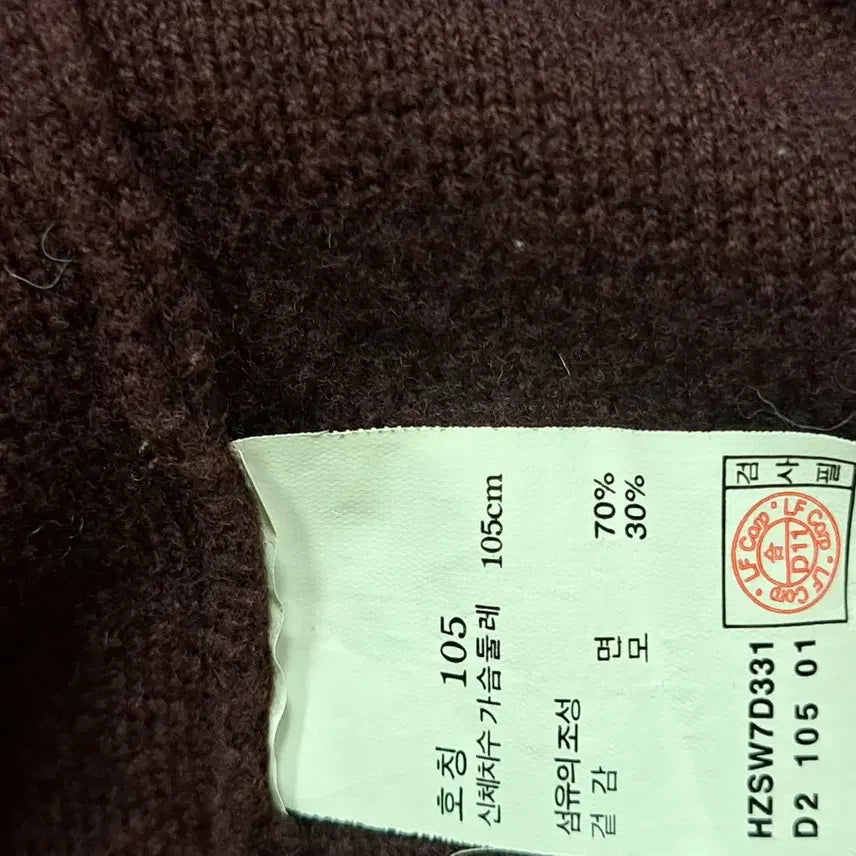 호칭 105
신체치수 가슴둘레 105cm
섬유의 조성
겉감 면 70%
모 30%
검사필
LF Corp · LF Corp · LF Corp ·
合
D11
HZSW7D331
D2 105 01